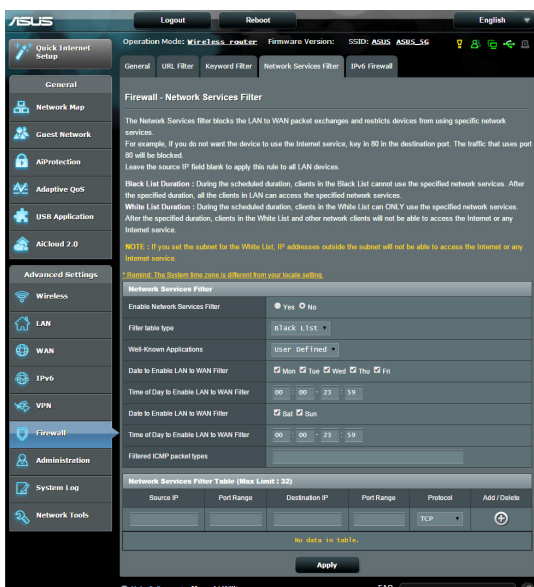 ASUS
Logout
Reboot
English
Quick Internet Setup
Operation Mode: Wireless router Firmware Version: SSID: ASUS ASUS_5G
General
URL Filter
Keyword Filter
Network Services Filter
IPv6 Firewall
General
Network Map
Guest Network
AiProtection
Adaptive QoS
USB Application
AiCloud 2.0
Advanced Settings
Wireless
LAN
WAN
IPv6
VPN
Firewall
Administration
System Log
Network Tools
Firewall - Network Services Filter
The Network Services filter blocks the LAN to WAN packet exchanges and restricts devices from using specific network
services.
For example, if you do not want the device to use the Internet service, key in 80 in the destination port. The traffic that uses port
80 will be blocked.
Leave the source IP field blank to apply this rule to all LAN devices.
Black List Duration : During the scheduled duration, clients in the Black List cannot use the specified network services. After
the specified duration, all the clients in LAN can access the specified network services.
White List Duration : During the scheduled duration, clients in the White List can ONLY use the specified network services.
After the specified duration, clients in the White List and other network clients will not be able to access the Internet or any
Internet service.
NOTE : If you set the subnet for the White List, IP addresses outside the subnet will not be able to access the Internet or any
Internet service.
* Remind: The System time zone is different from your locale setting.
Network Services Filter
Enable Network Services Filter Yes No
Filter table type Black List
Well-Known Applications User Defined
Date to Enable LAN to WAN Filter Mon Tue Wed Thu Fri
Time of Day to Enable LAN to WAN Filter 00 : 00 - 23 : 59
Date to Enable LAN to WAN Filter Sat Sun
Time of Day to Enable LAN to WAN Filter 00 : 00 - 23 : 59
Filtered ICMP packet types
Network Services Filter Table (Max Limit : 32)
Source IP Port Range Destination IP Port Range Protocol Add / Delete
TCP
No data in table.
Apply
FAQ